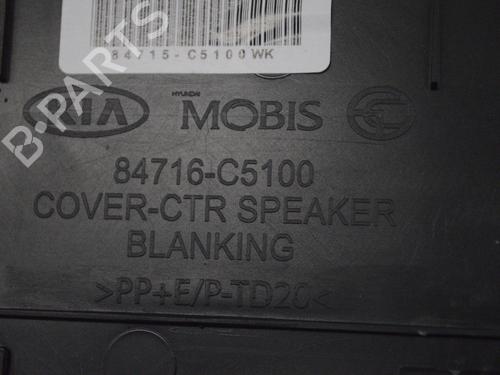 84715-C5100WK
KIA HYUNDAI MOBIS
84716-C5100
COVER-CTR SPEAKER
BLANKING
>PP+E/P-TD20<
B-PARTS